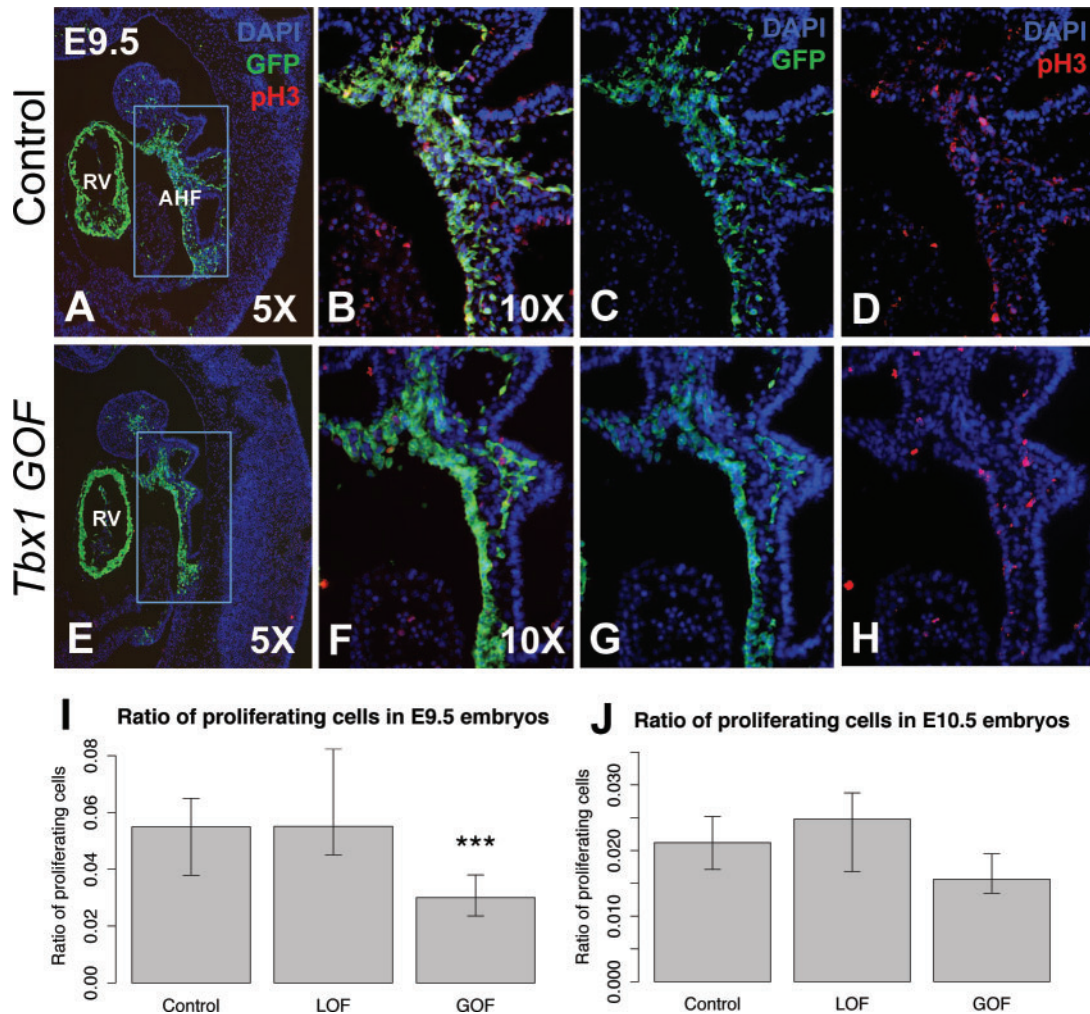 E9.5
DAPI
GFP
pH3
DAPI
GFP
DAPI
pH3
Control
RV
AHF
A
5X
B
10X
C
D
Tbx1 GOF
RV
E
5X
F
10X
G
H
I
Ratio of proliferating cells in E9.5 embryos
Ratio of proliferating cells
0.08
0.06
0.04
0.02
0.00
***
Control
LOF
GOF
J
Ratio of proliferating cells in E10.5 embryos
Ratio of proliferating cells
0.030
0.020
0.010
0.000
Control
LOF
GOF